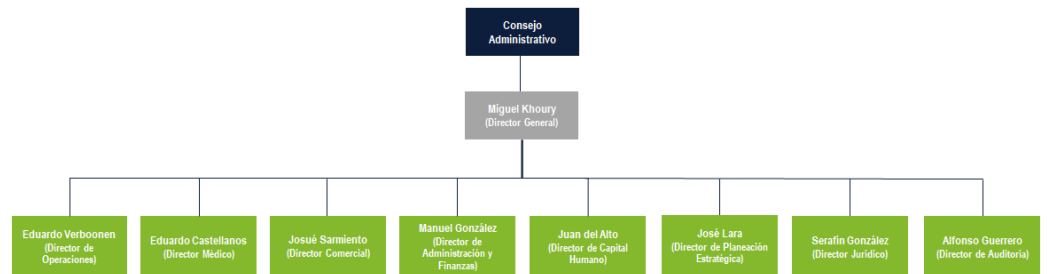 Consejo
Administrativo
Miguel Khoury
(Director General)
Eduardo Verboonen
(Director de
Operaciones)
Eduardo Castellanos
(Director Médico)
Josué Sarmiento
(Director Comercial)
Manuel González
(Director de
Administración y
Finanzas)
Juan del Alto
(Director de Capital
Humano)
José Lara
(Director de Planeación
Estratégica)
Serafín González
(Director Jurídico)
Alfonso Guerrero
(Director de Auditoría)